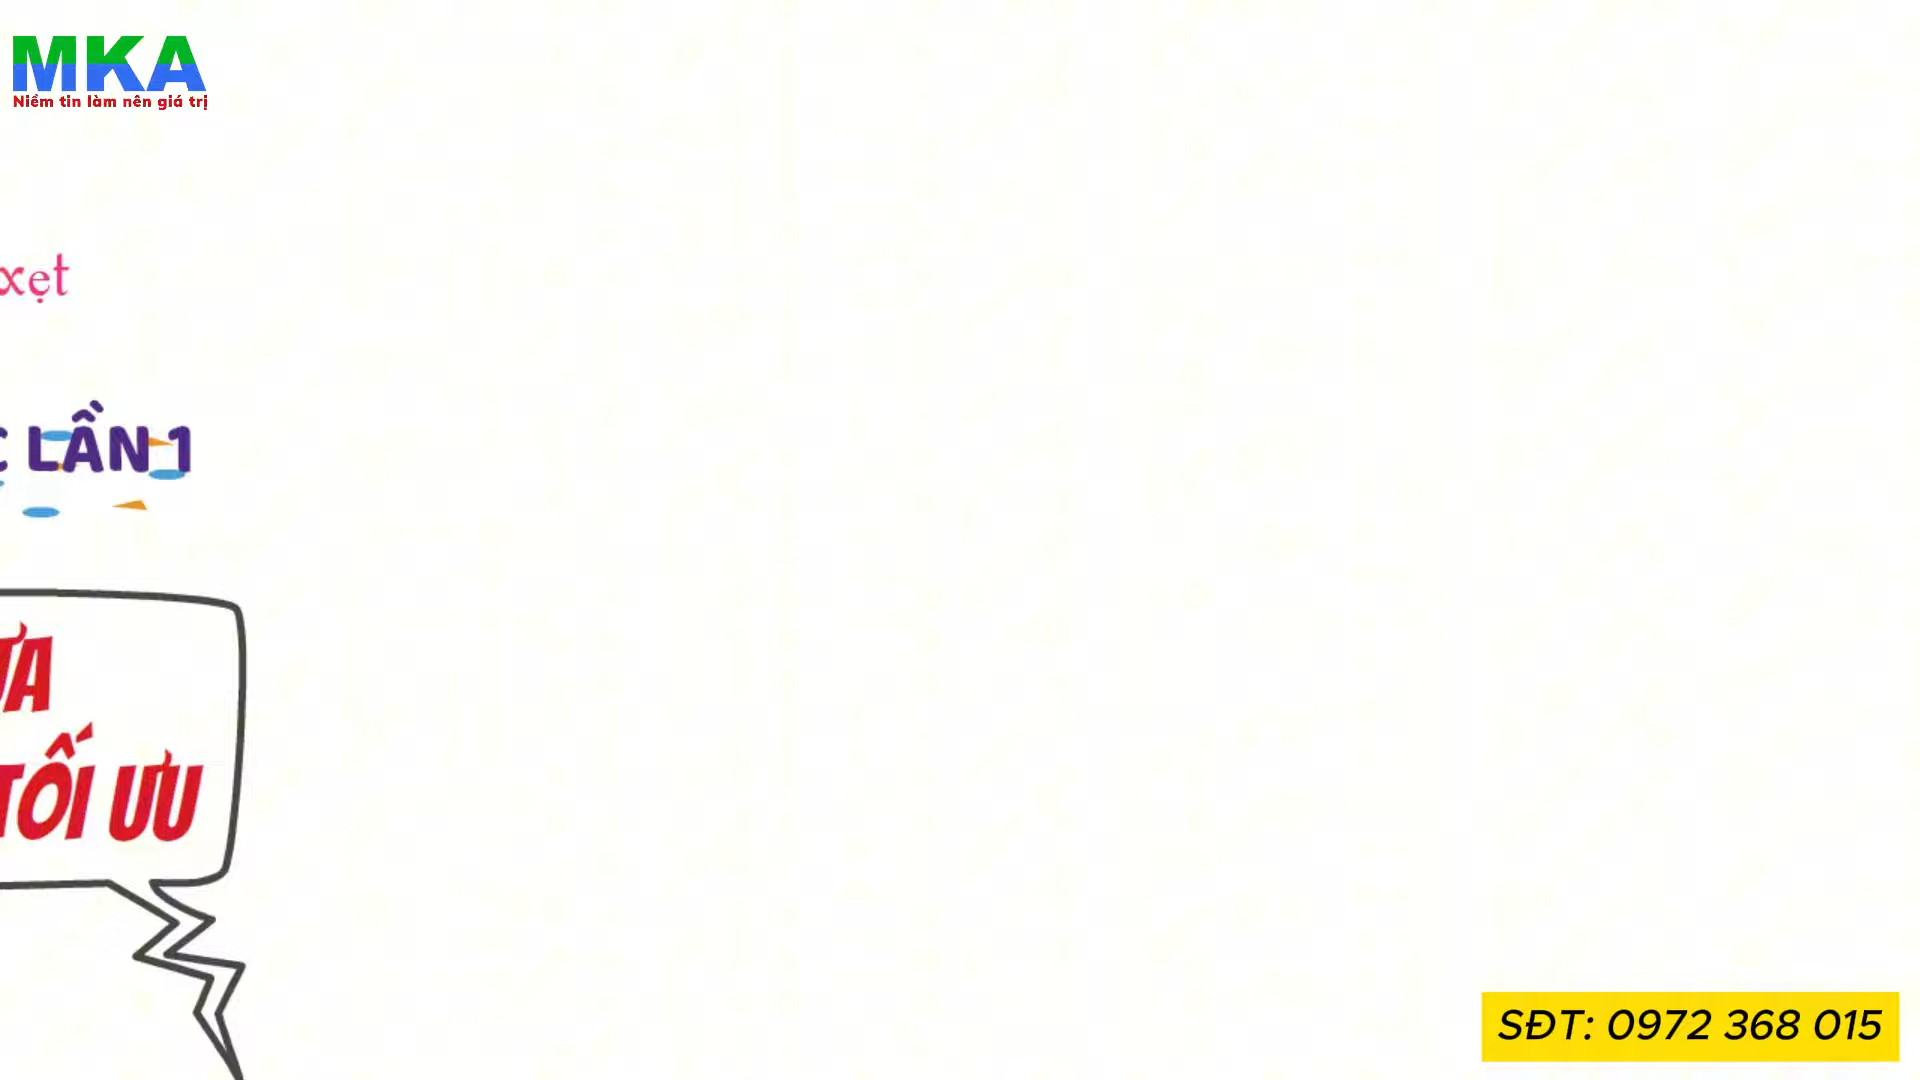 MKA
Niềm tin làm nên giá trị
xẹt
LẦN 1
TỐI ƯU
SĐT: 0972 368 015